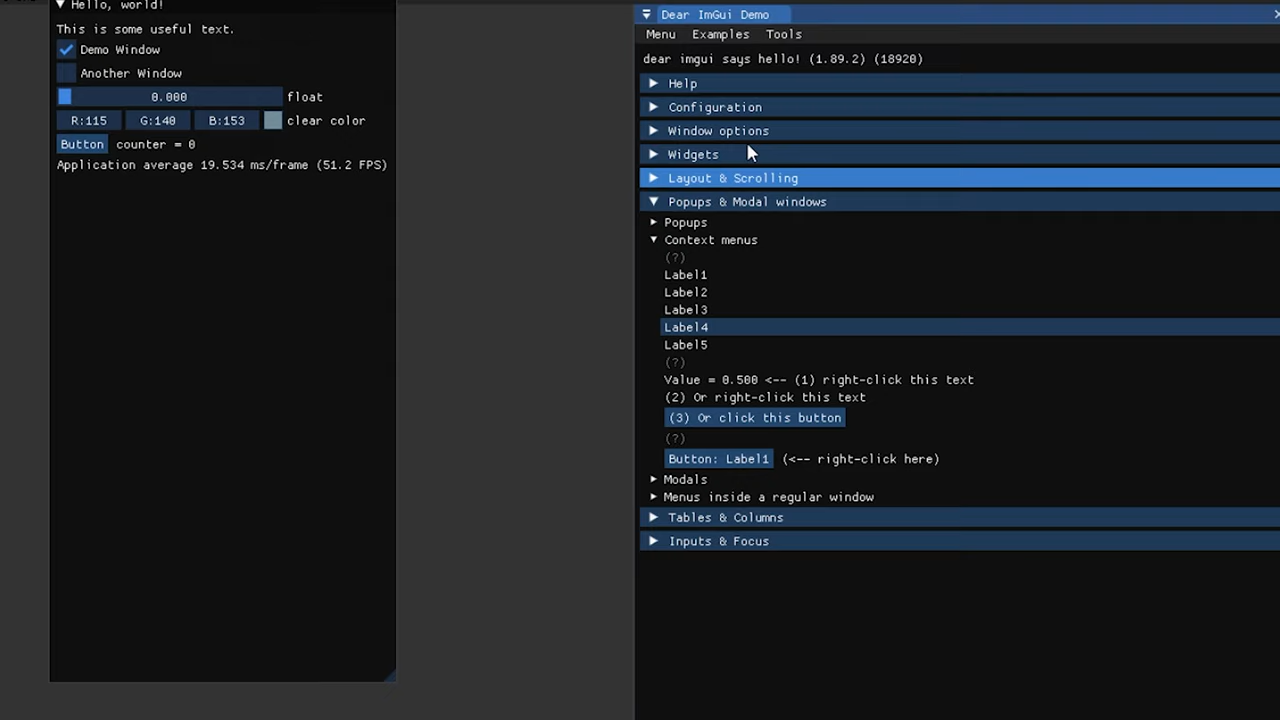 Hello, world!
This is some useful text.
Demo Window
Another Window
0.000 float
R:115 G:140 B:153 clear color
Button counter = 0
Application average 19.534 ms/frame (51.2 FPS)
Dear ImGui Demo
Menu Examples Tools
dear imgui says hello! (1.89.2) (18920)
Help
Configuration
Window options
Widgets
Layout & Scrolling
Popups & Modal windows
Popups
Context menus
(?)
Label1
Label2
Label3
Label4
Label5
(?)
Value = 0.500 <-- (1) right-click this text
(2) Or right-click this text
(3) Or click this button
(?)
Button: Label1 (<-- right-click here)
Modals
Menus inside a regular window
Tables & Columns
Inputs & Focus